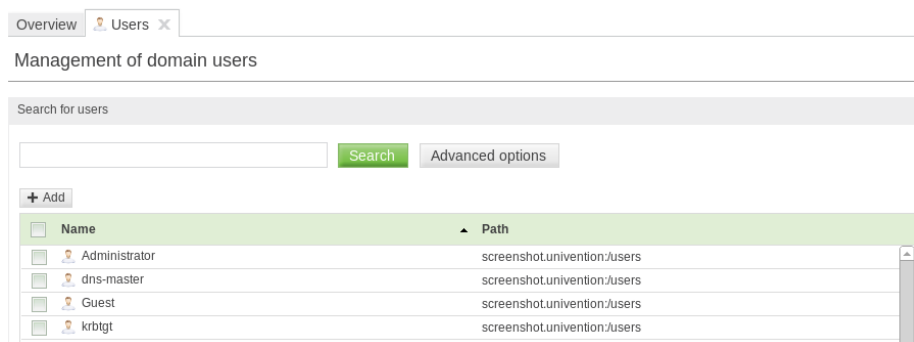 Overview Users
Management of domain users
Search for users
Search Advanced options
Add
Name Path
Administrator screenshot.univention:/users
dns-master screenshot.univention:/users
Guest screenshot.univention:/users
krbtgt screenshot.univention:/users